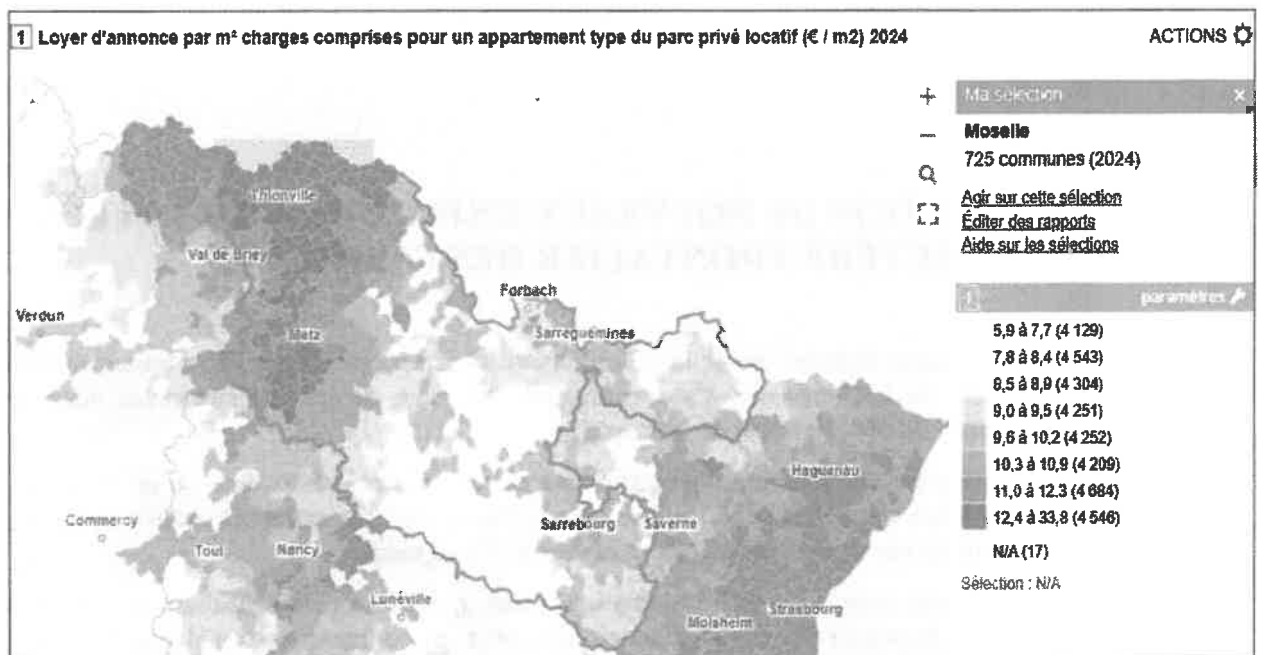 1 Loyer d'annonce par m² charges comprises pour un appartement type du parc privé locatif (€ / m2) 2024
ACTIONS
Ma sélection
Moselle
725 communes (2024)
Agir sur cette sélection
Éditer des rapports
Aide sur les sélections
1 paramètres
5,9 à 7,7 (4 129)
7,8 à 8,4 (4 543)
8,5 à 8,9 (4 304)
9,0 à 9,5 (4 251)
9,6 à 10,2 (4 252)
10,3 à 10,9 (4 209)
11,0 à 12,3 (4 684)
12,4 à 33,8 (4 546)
N/A (17)
Sélection : N/A
Thionville
Val de Briey
Forbach
Verdun
Metz
Sarreguemines
Haguenau
Commercy
Sarrebourg
Saverne
Toul
Nancy
Lunéville
Strasbourg
Molsheim